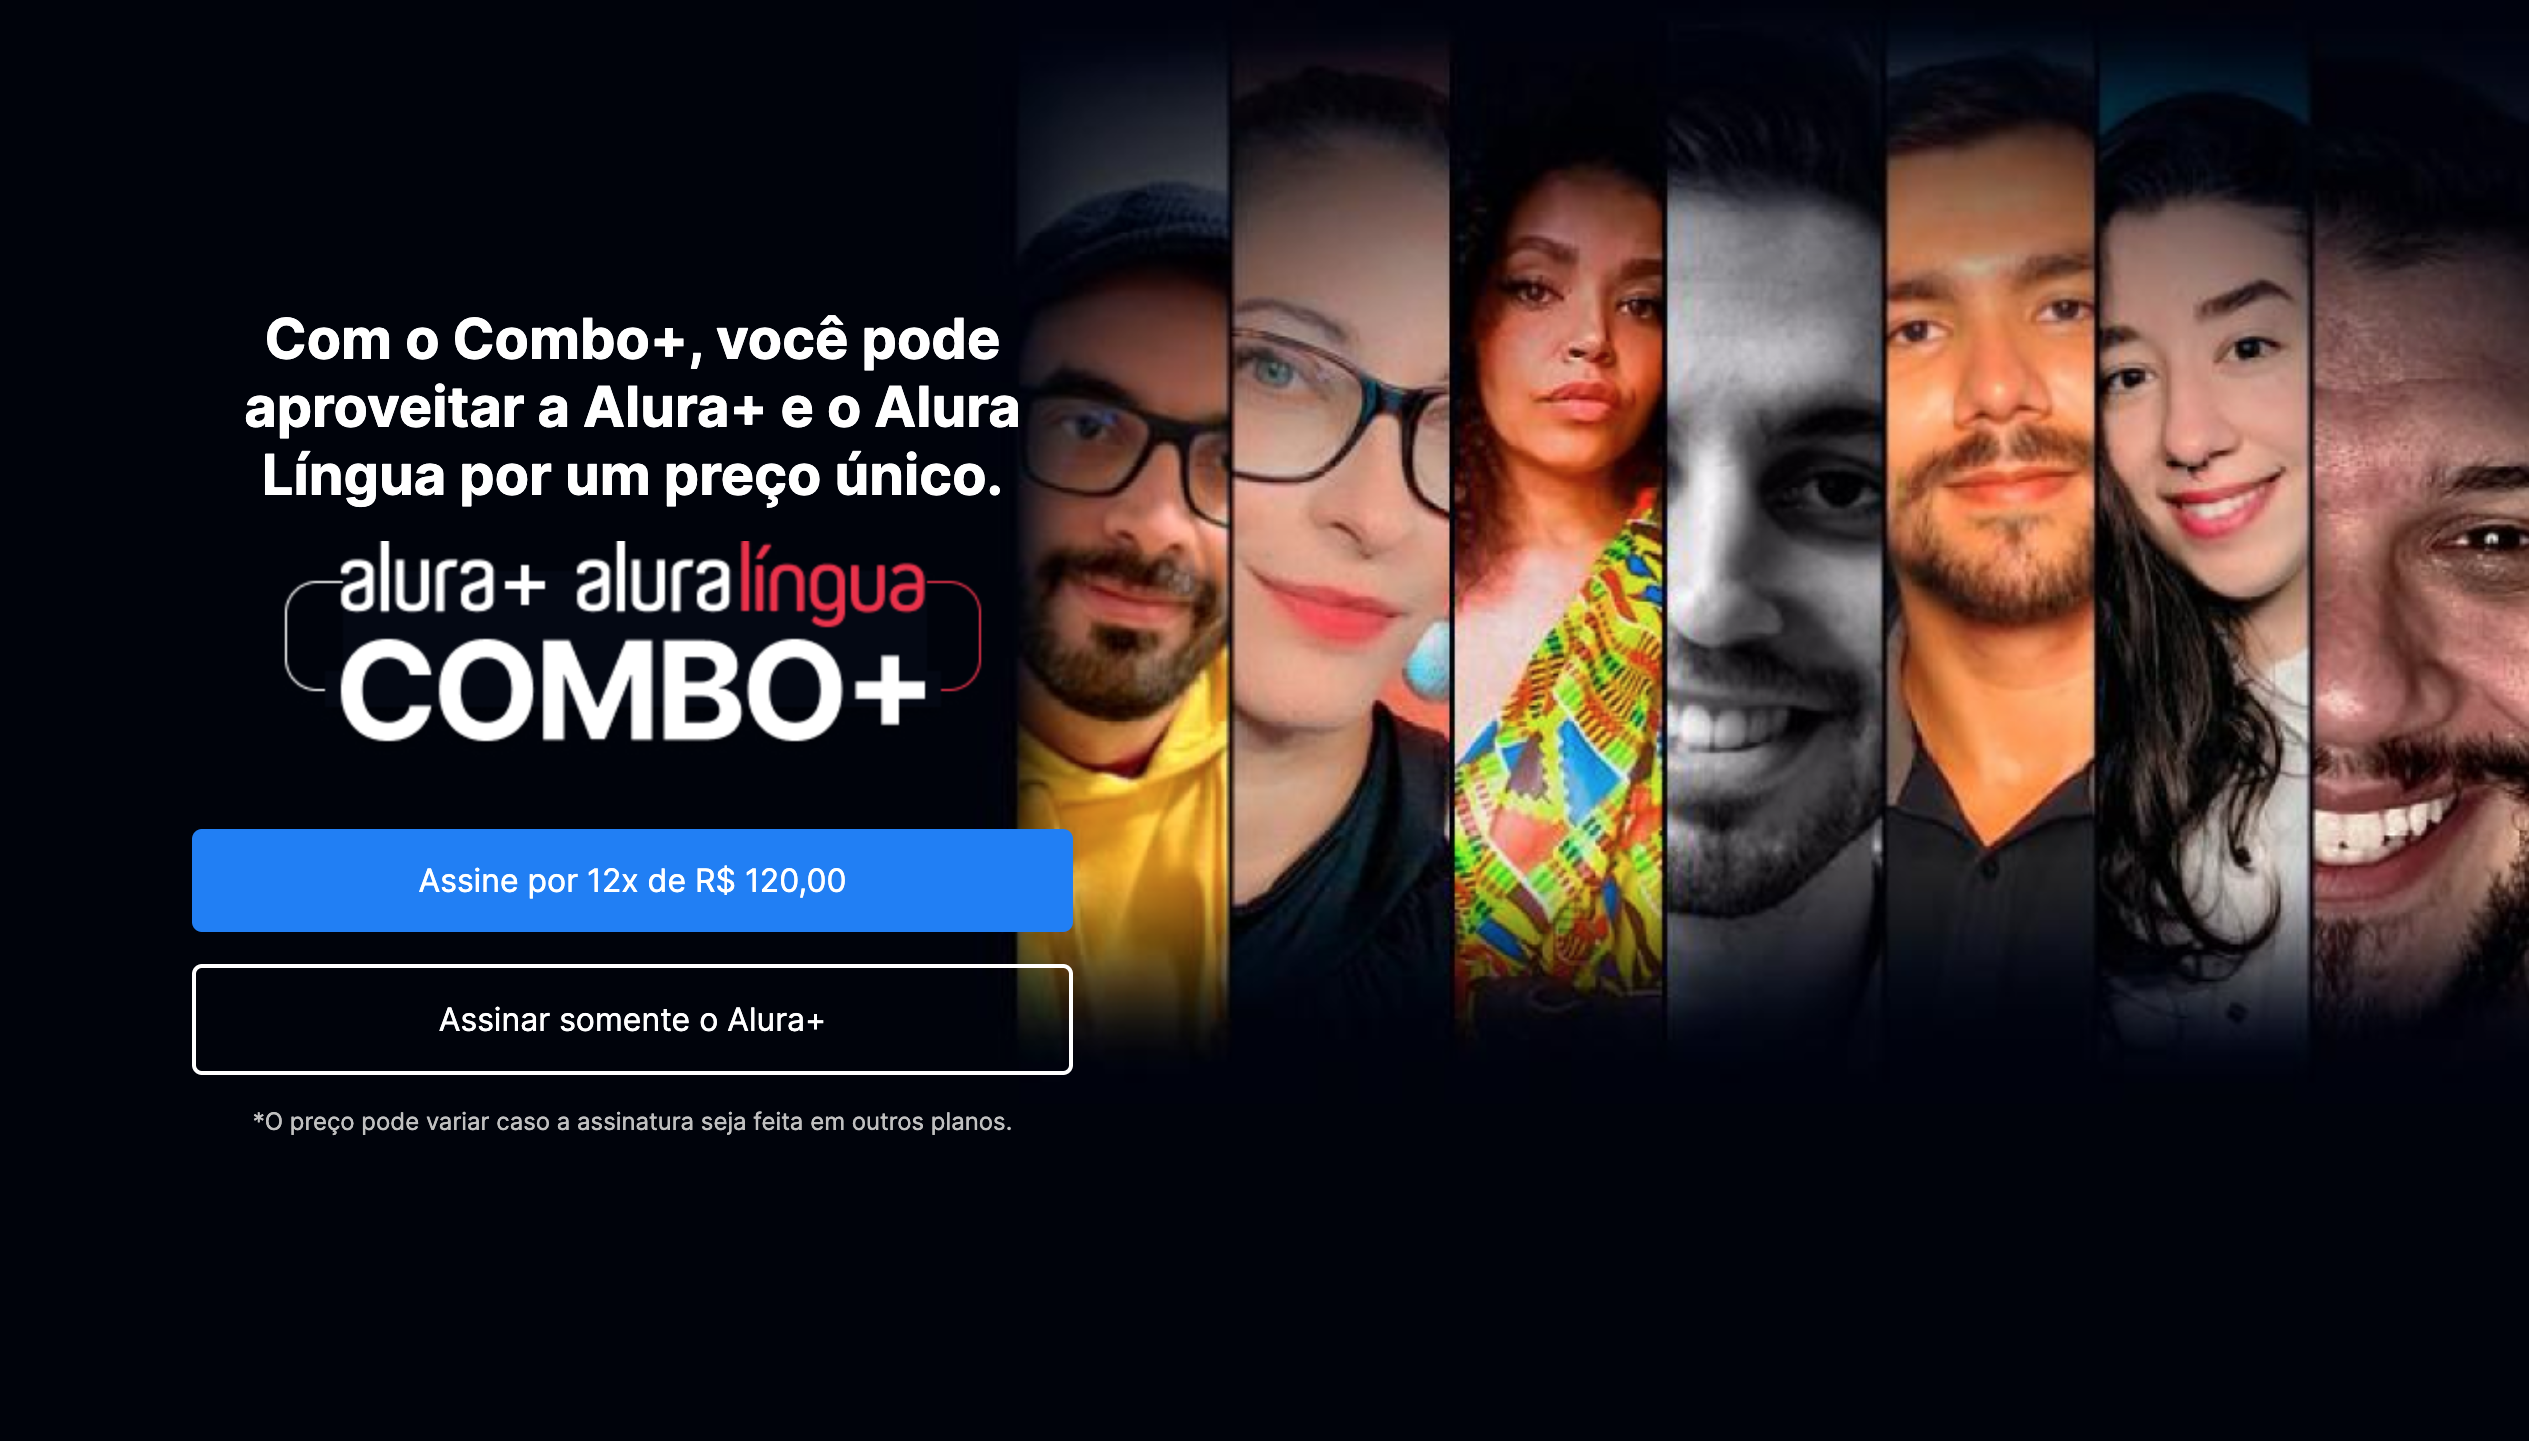 Com o Combo+, você pode
aproveitar a Alura+ e o Alura
Língua por um preço único.
alura+ aluralíngua
COMBO+
Assine por 12x de R$ 120,00
Assinar somente o Alura+
*O preço pode variar caso a assinatura seja feita em outros planos.